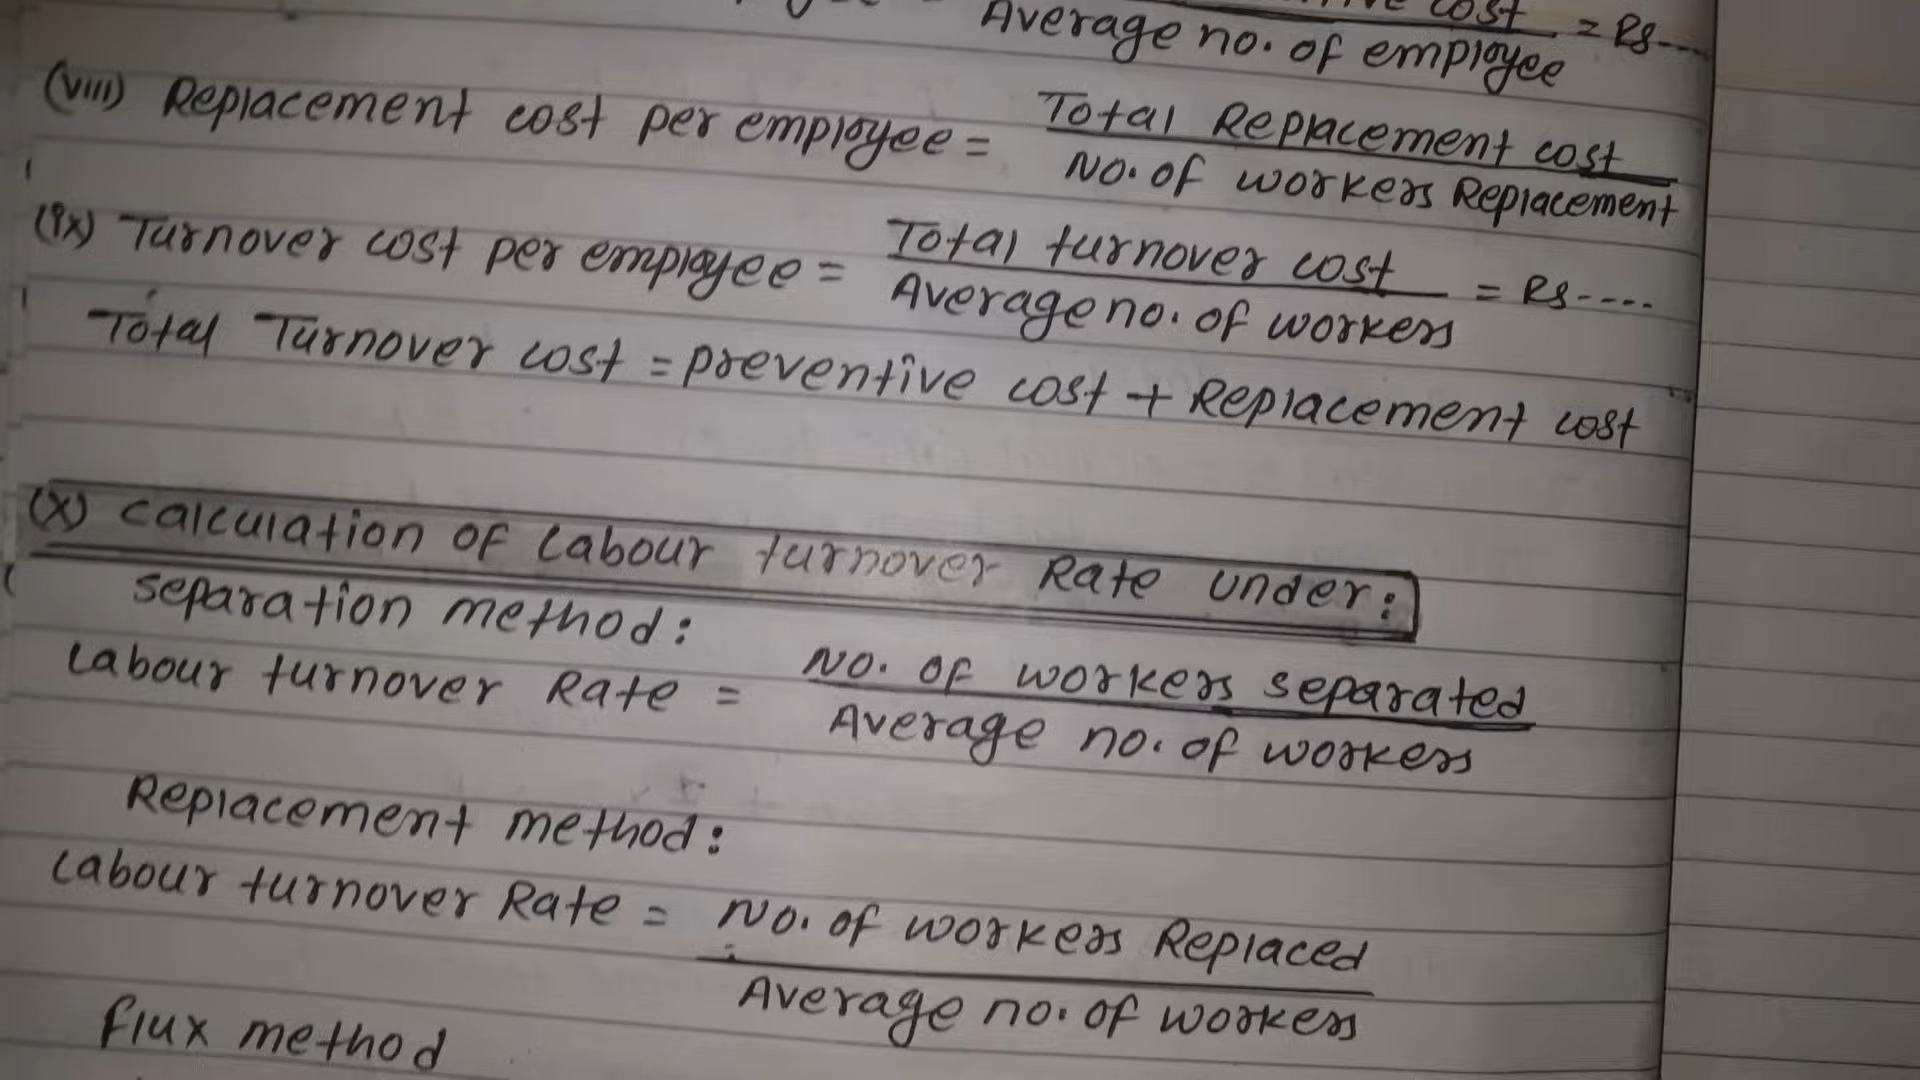 cost = Rs----
Average no. of employee
(viii) Replacement cost per employee = Total Replacement cost
No. of workers Replacement
(ix) Turnover cost per employee = Total turnover cost = Rs----
Average no. of workers
Total Turnover cost = preventive cost + Replacement cost
(x) calculation of Labour turnover Rate under:
separation method:
Labour turnover Rate = No. of workers separated
Average no. of workers
Replacement method:
Labour turnover Rate = No. of workers Replaced
Average no. of workers
flux method